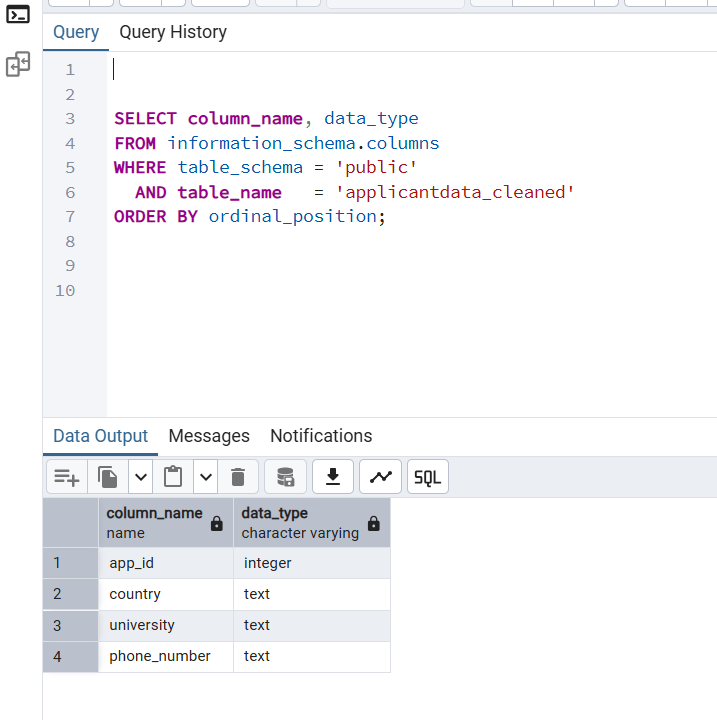 Query Query History
1
2
3 SELECT column_name, data_type
4 FROM information_schema.columns
5 WHERE table_schema = 'public'
6 AND table_name = 'applicantdata_cleaned'
7 ORDER BY ordinal_position;
8
9
10
Data Output Messages Notifications
SQL
column_name data_type
name character varying
1 app_id integer
2 country text
3 university text
4 phone_number text